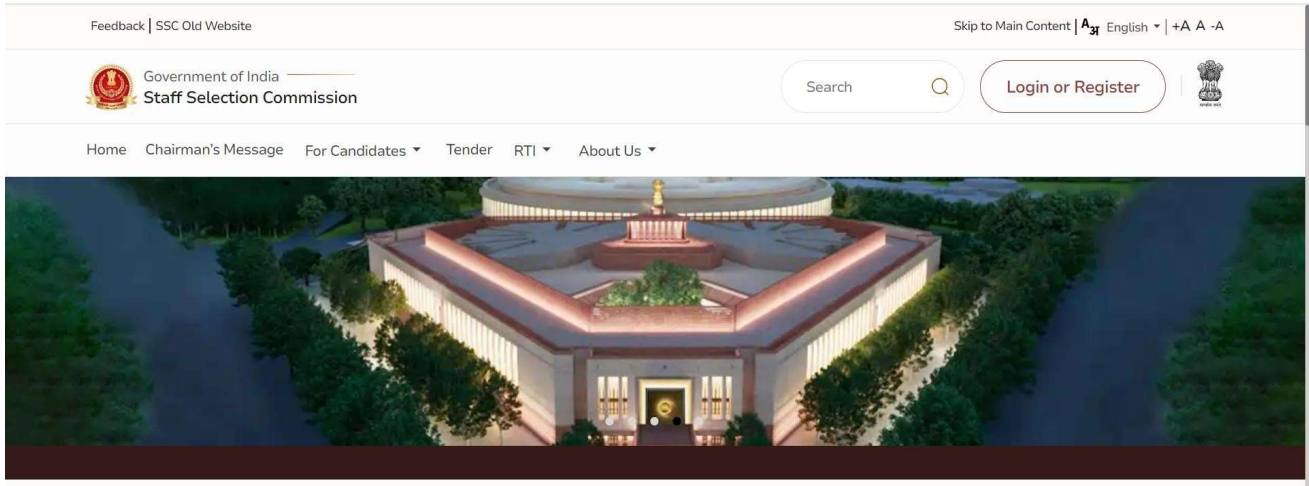 Feedback | SSC Old Website
Skip to Main Content | Aअ English | +A A -A
Government of India
Staff Selection Commission
Search
Login or Register
Home Chairman's Message For Candidates Tender RTI About Us